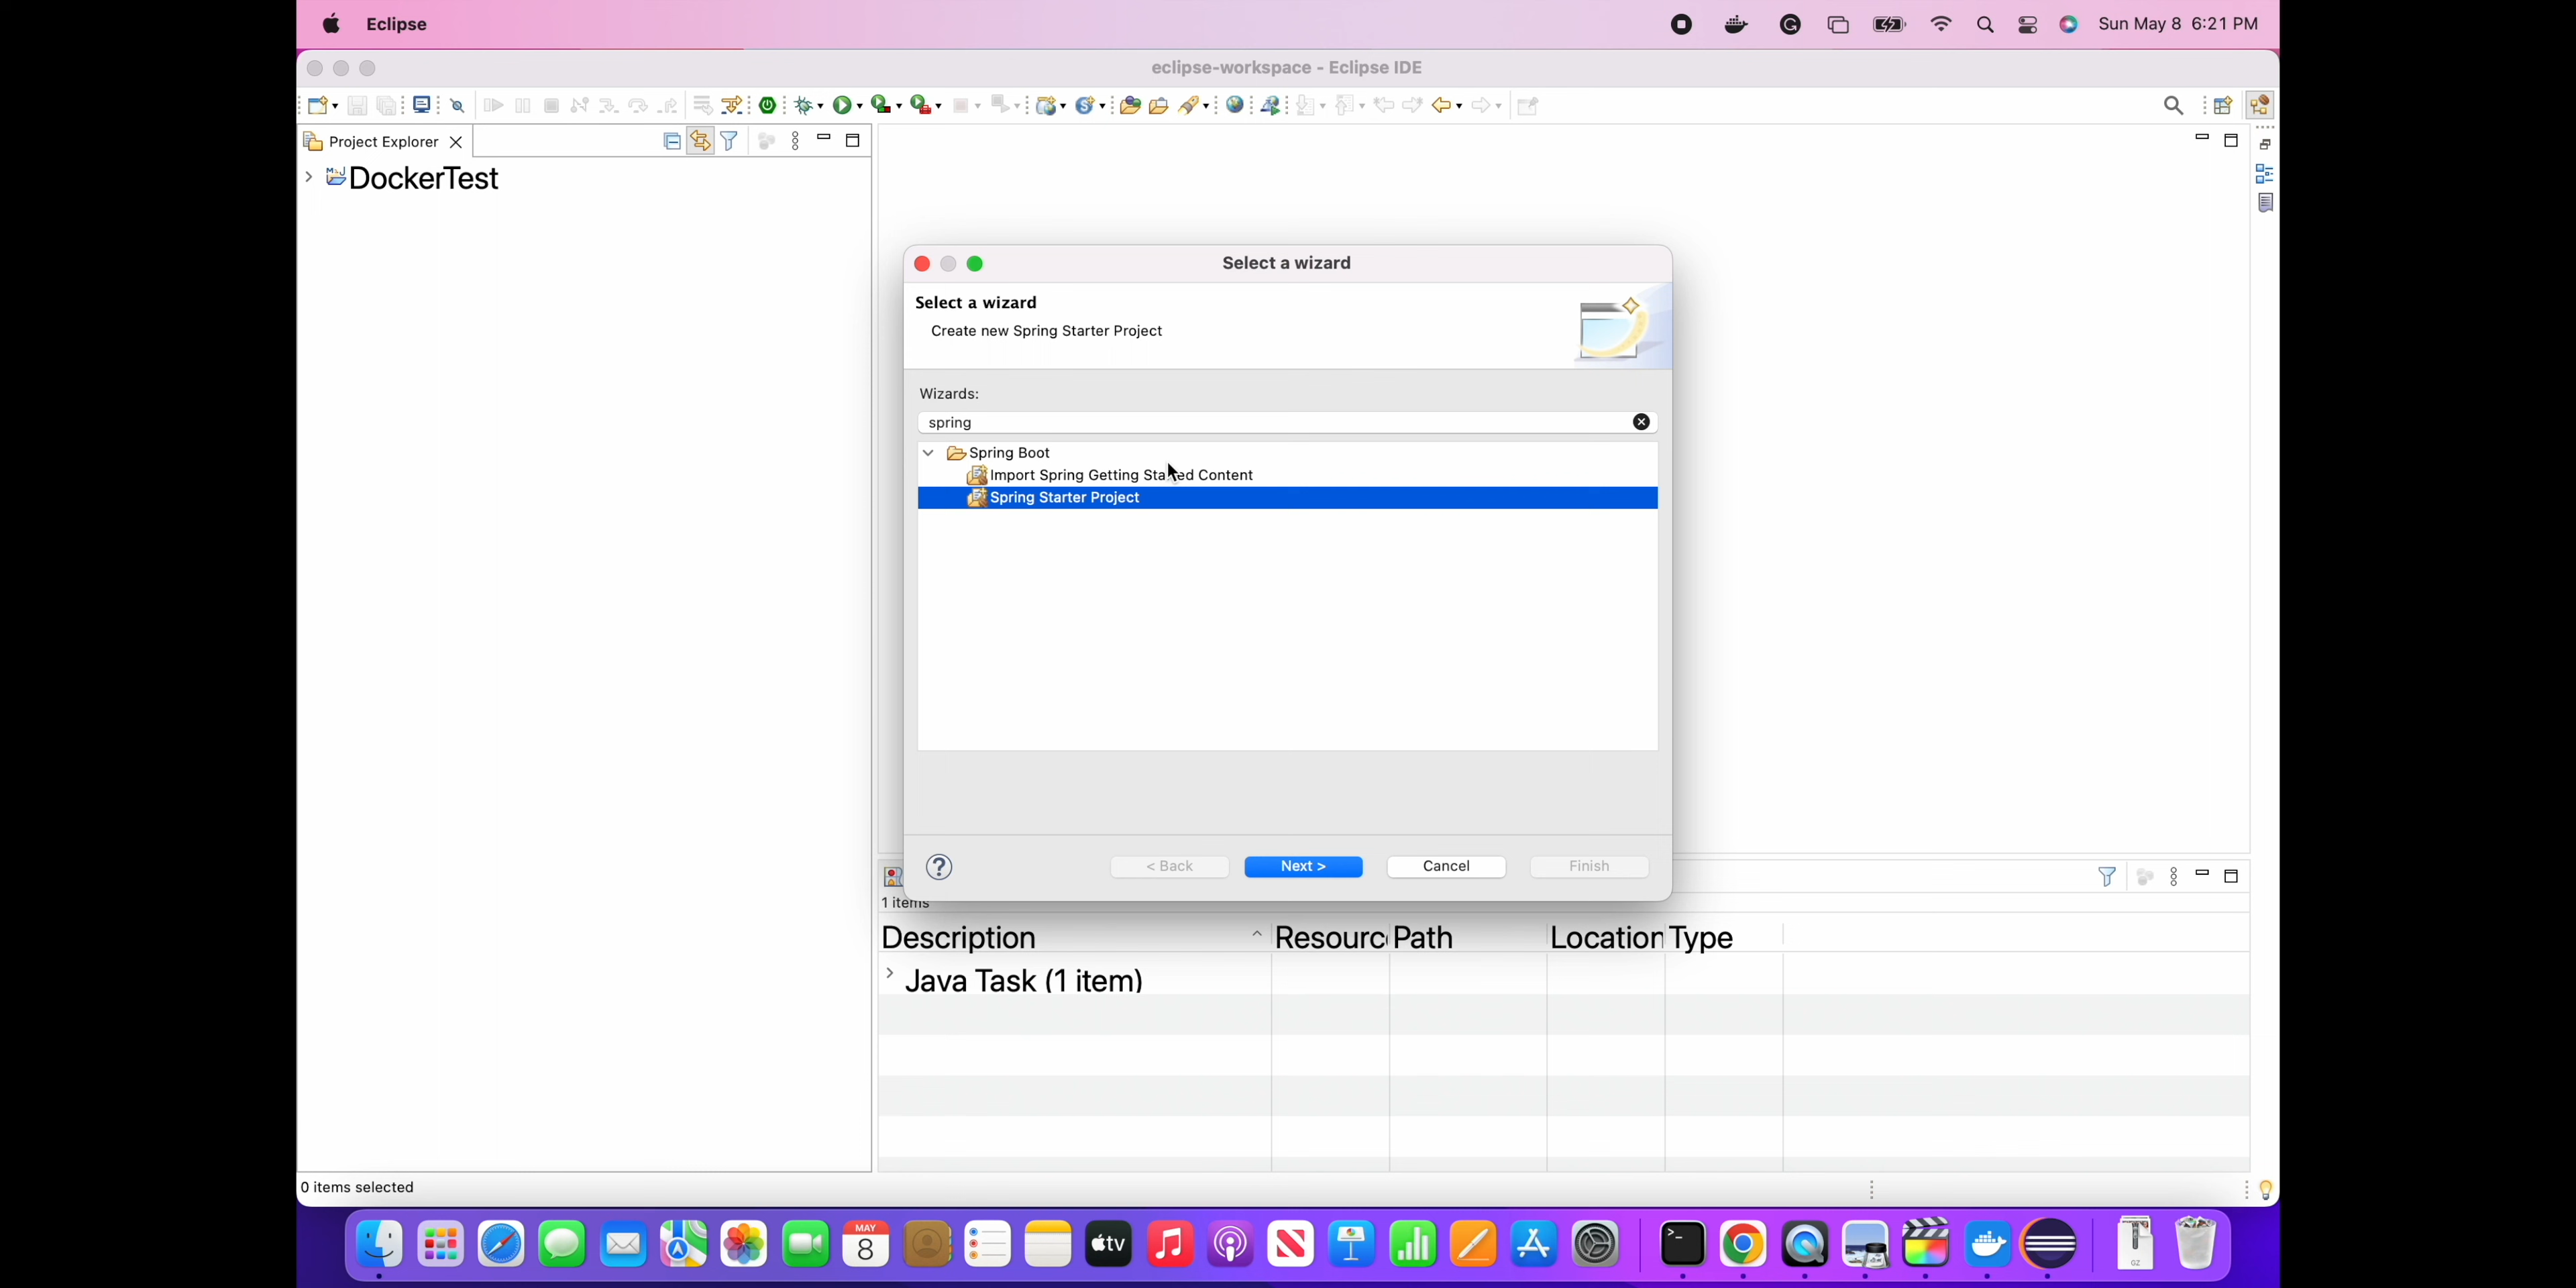 Eclipse
Sun May 8 6:21 PM
eclipse-workspace - Eclipse IDE
Project Explorer
DockerTest
Select a wizard
Select a wizard
Create new Spring Starter Project
Wizards:
spring
Spring Boot
Import Spring Getting Started Content
Spring Starter Project
< Back
Next >
Cancel
Finish
1 items
Description
Resourc
Path
Location
Type
Java Task (1 item)
0 items selected
MAY
8
tv
GZ